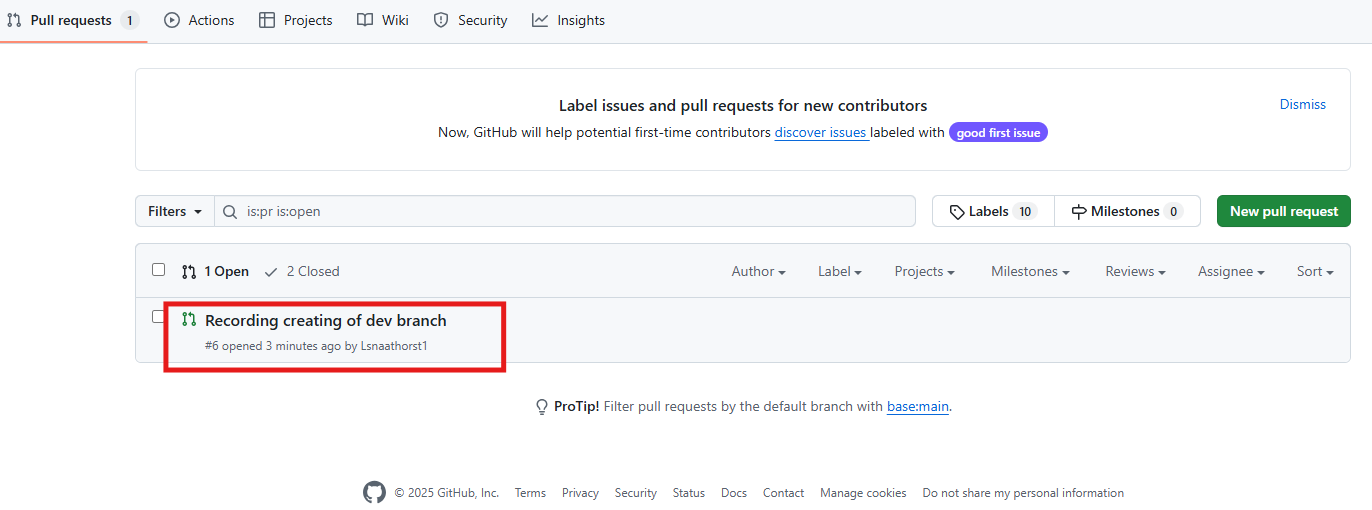 Pull requests 1 Actions Projects Wiki Security Insights
Label issues and pull requests for new contributors
Dismiss
Now, GitHub will help potential first-time contributors discover issues labeled with good first issue
Filters is:pr is:open Labels 10 Milestones 0 New pull request
1 Open 2 Closed Author Label Projects Milestones Reviews Assignee Sort
Recording creating of dev branch
#6 opened 3 minutes ago by Lsnaathorst1
ProTip! Filter pull requests by the default branch with base:main.
© 2025 GitHub, Inc. Terms Privacy Security Status Docs Contact Manage cookies Do not share my personal information